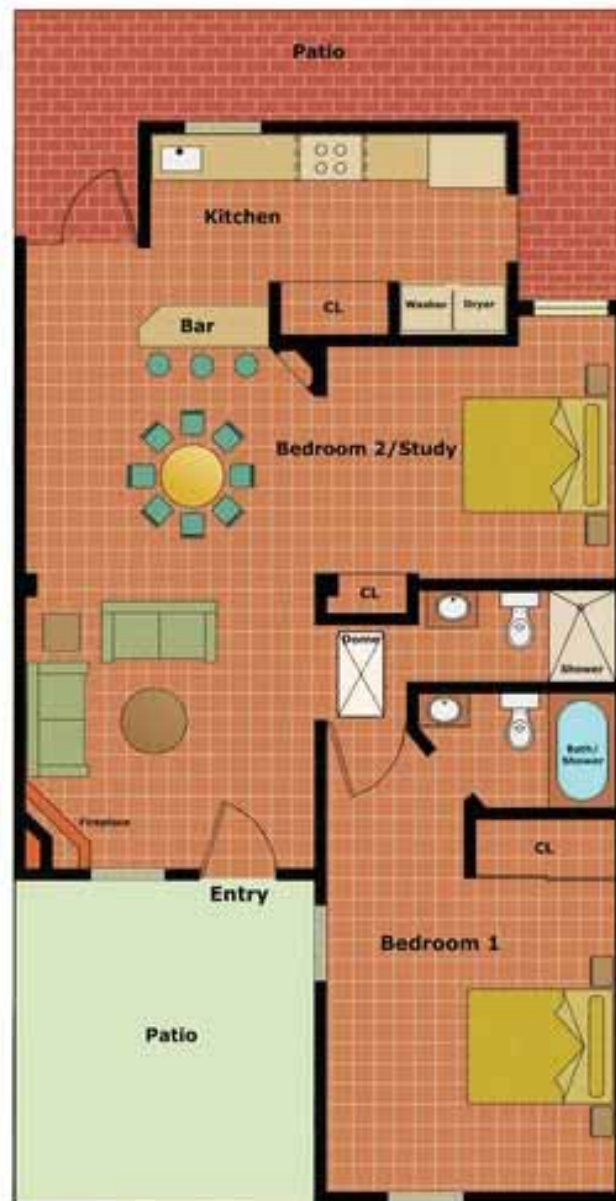 Patio
Kitchen
CL
Washer
Dryer
Bar
Bedroom 2/Study
CL
Dome
Shower
Bath/
Shower
Fireplace
CL
Entry
Bedroom 1
Patio